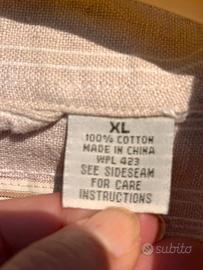 XL
100% COTTON
MADE IN CHINA
WPL 423
SEE SIDESEAM
FOR CARE
INSTRUCTIONS
subito